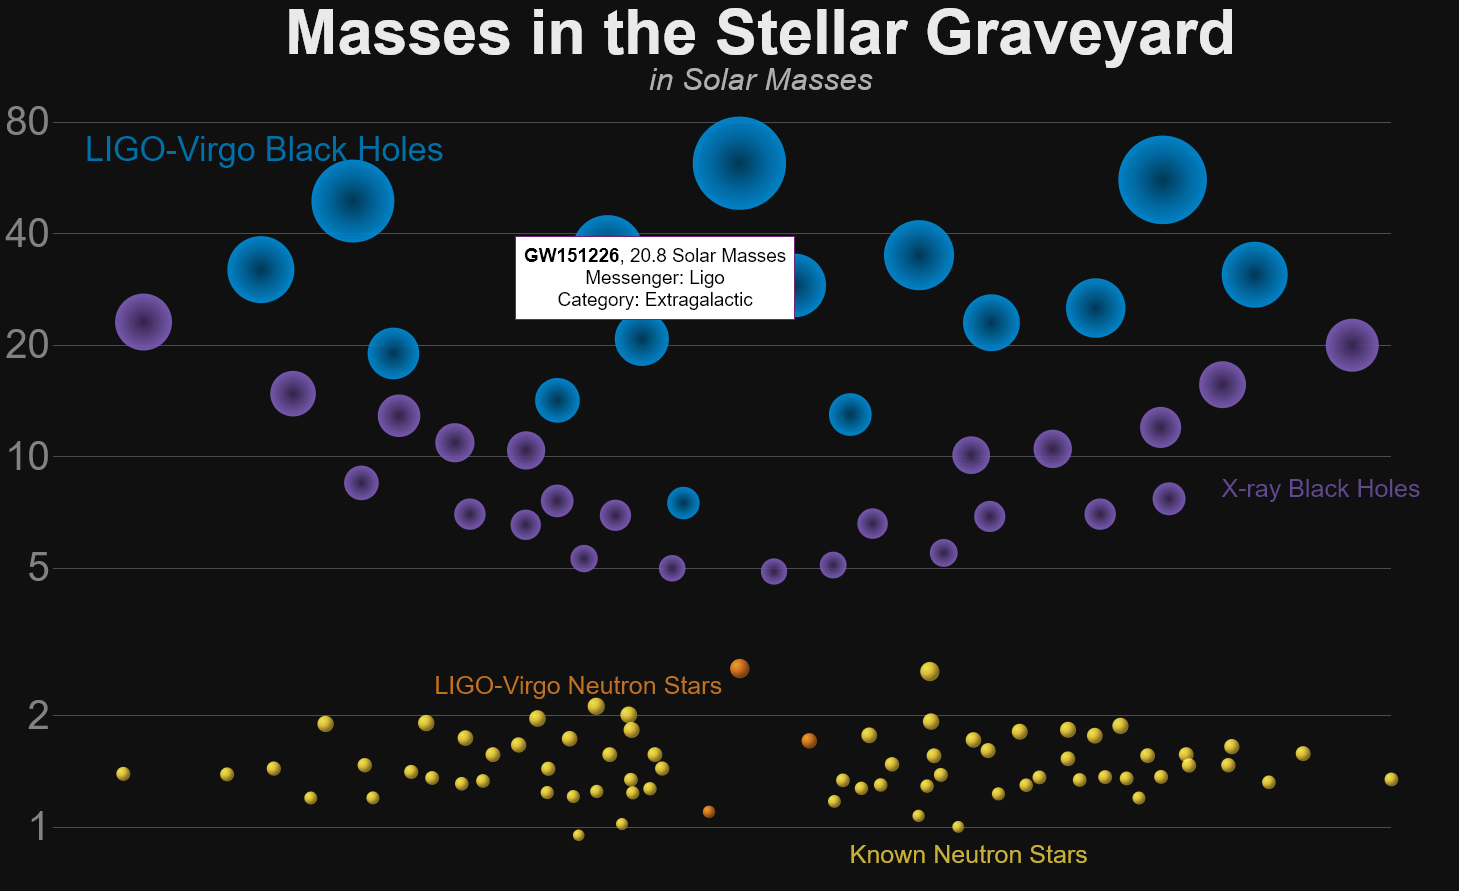 Masses in the Stellar Graveyard
in Solar Masses
80
LIGO-Virgo Black Holes
40
GW151226, 20.8 Solar Masses
Messenger: Ligo
Category: Extragalactic
20
10
X-ray Black Holes
5
LIGO-Virgo Neutron Stars
2
1
Known Neutron Stars